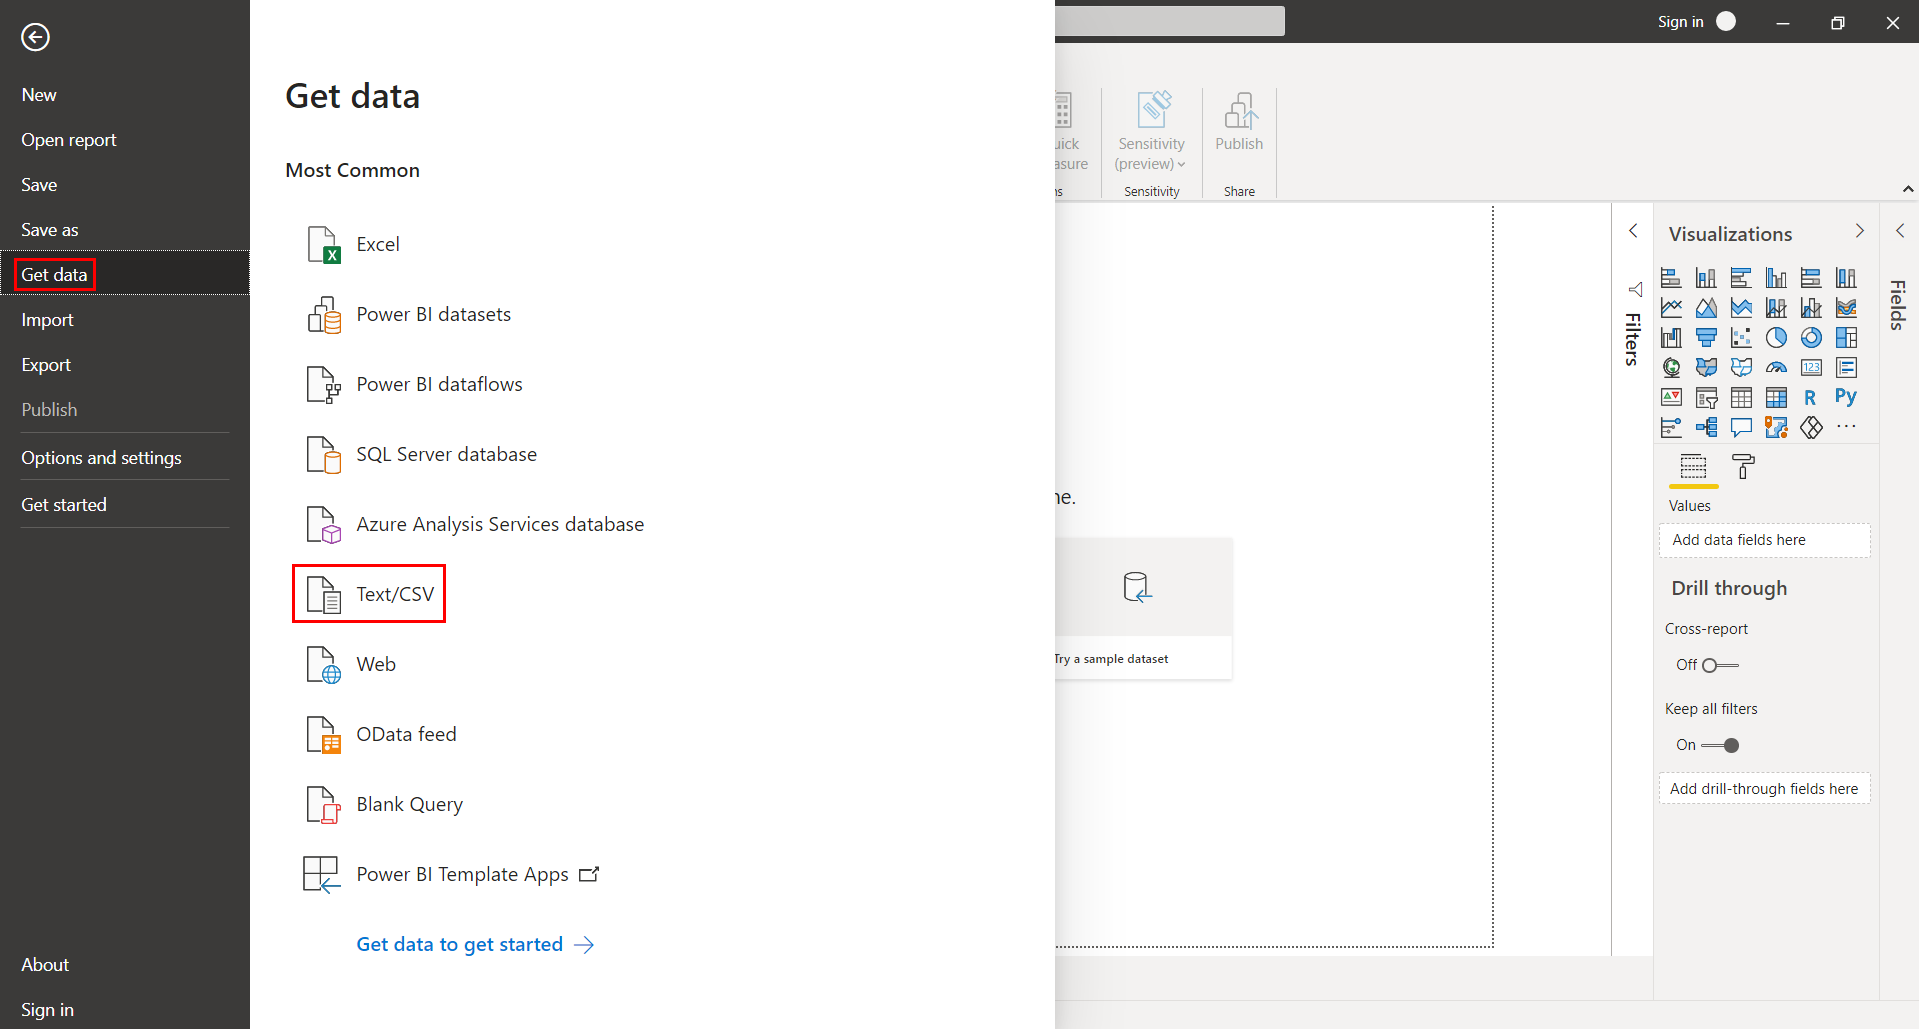 New
Open report
Save
Save as
Get data
Import
Export
Publish
Options and settings
Get started
About
Sign in
Get data
Most Common
Excel
Power BI datasets
Power BI dataflows
SQL Server database
Azure Analysis Services database
Text/CSV
Web
OData feed
Blank Query
Power BI Template Apps
Get data to get started
Sign in
uick
asure
ns
Sensitivity
(preview)
Sensitivity
Publish
Share
ne.
Try a sample dataset
Filters
Visualizations
123
R
Py
Values
Add data fields here
Drill through
Cross-report
Off
Keep all filters
On
Add drill-through fields here
Fields